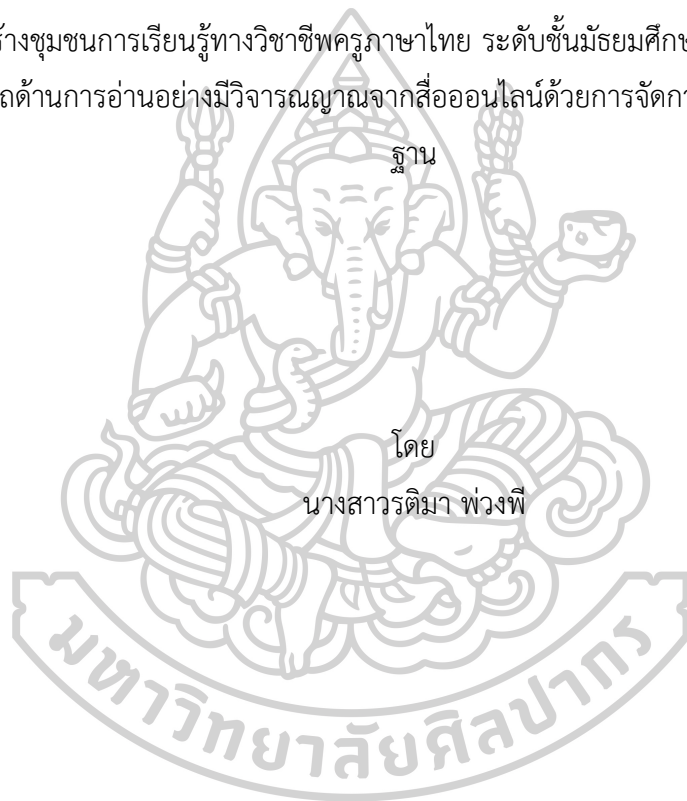 ร้างชุมชนการเรียนรู้ทางวิชาชีพครูภาษาไทย ระดับชั้นมัธยมศึกษ
ถด้านการอ่านอย่างมีวิจารณญาณจากสื่อออนไลน์ด้วยการจัดกา
ฐาน
โดย
นางสาวรติมา พ่วงพี
มหาวิทยาลัยศิลปากร